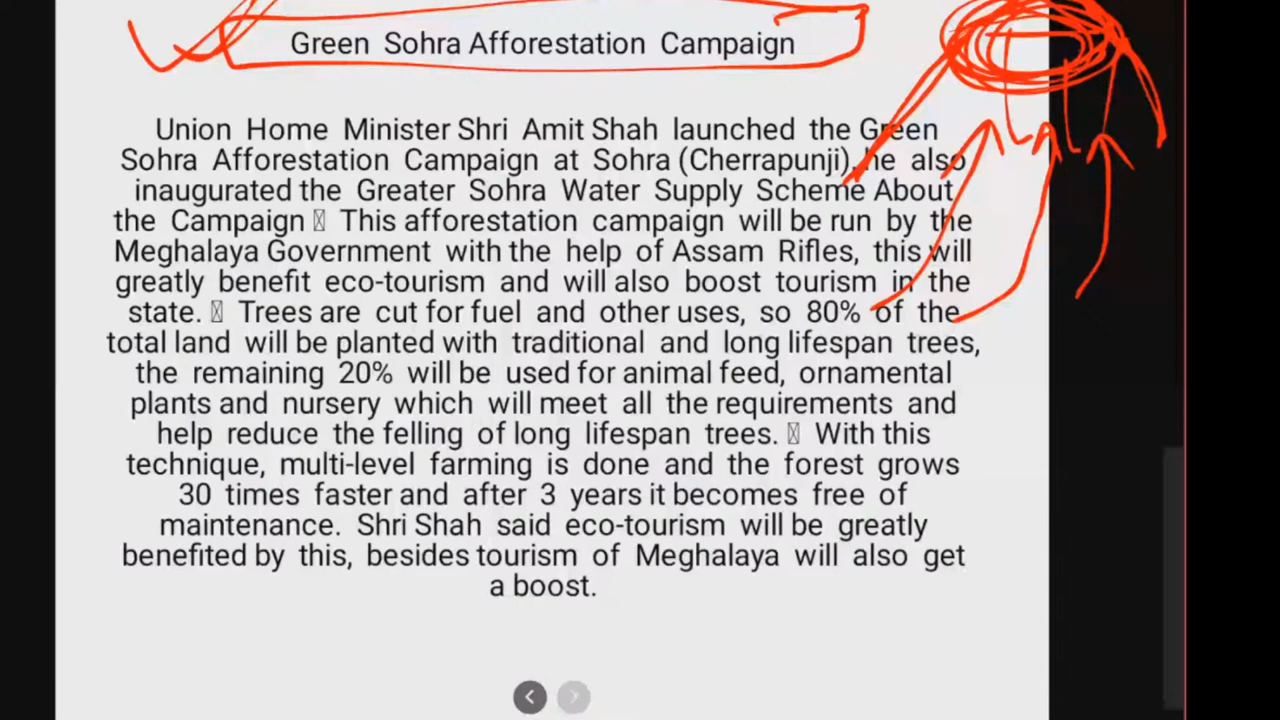 Green Sohra Afforestation Campaign
Union Home Minister Shri Amit Shah launched the Green
Sohra Afforestation Campaign at Sohra (Cherrapunji), he also
inaugurated the Greater Sohra Water Supply Scheme About
the Campaign  This afforestation campaign will be run by the
Meghalaya Government with the help of Assam Rifles, this will
greatly benefit eco-tourism and will also boost tourism in the
state.  Trees are cut for fuel and other uses, so 80% of the
total land will be planted with traditional and long lifespan trees,
the remaining 20% will be used for animal feed, ornamental
plants and nursery which will meet all the requirements and
help reduce the felling of long lifespan trees.  With this
technique, multi-level farming is done and the forest grows
30 times faster and after 3 years it becomes free of
maintenance. Shri Shah said eco-tourism will be greatly
benefited by this, besides tourism of Meghalaya will also get
a boost.